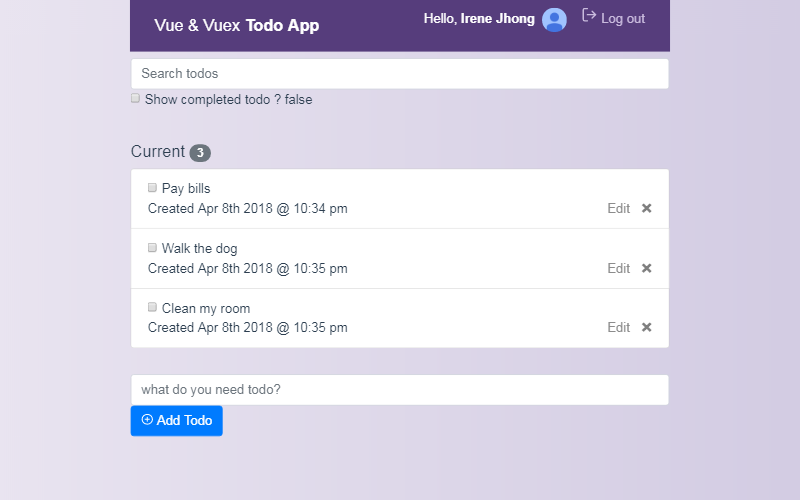 Vue & Vuex Todo App
Hello, Irene Jhong
Log out
Search todos
Show completed todo ? false
Current 3
Pay bills
Created Apr 8th 2018 @ 10:34 pm
Edit
Walk the dog
Created Apr 8th 2018 @ 10:35 pm
Edit
Clean my room
Created Apr 8th 2018 @ 10:35 pm
Edit
what do you need todo?
Add Todo